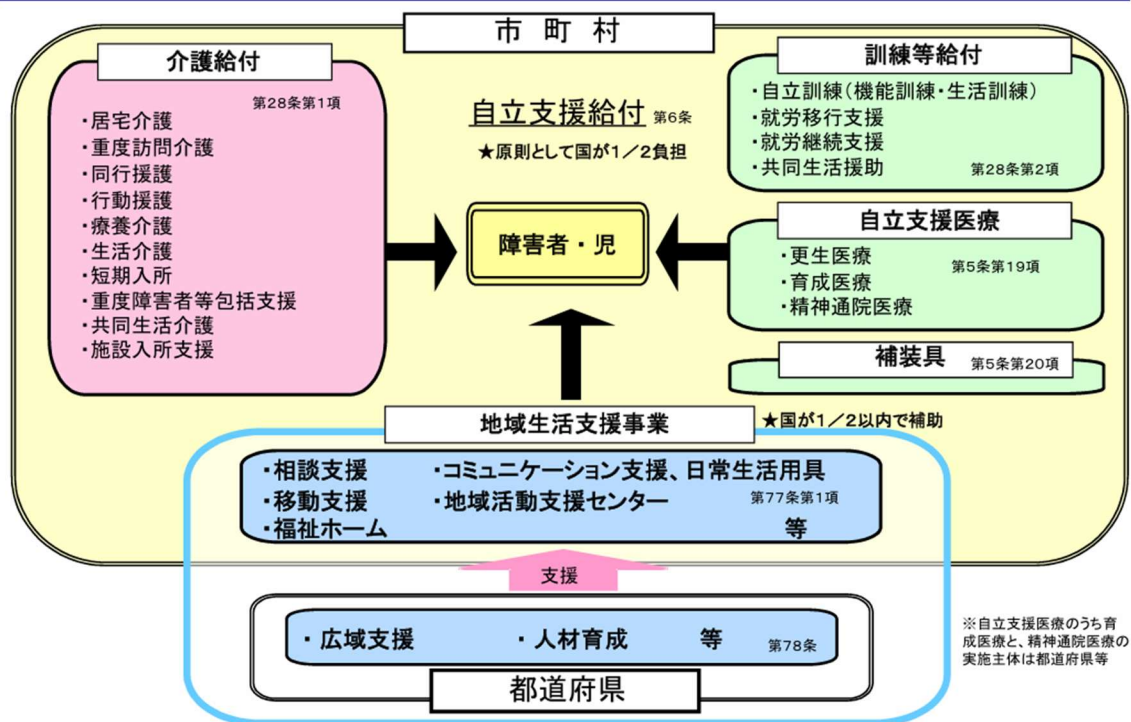 市 町 村
介護給付
第28条第1項
・居宅介護
・重度訪問介護
・同行援護
・行動援護
・療養介護
・生活介護
・短期入所
・重度障害者等包括支援
・共同生活介護
・施設入所支援
自立支援給付 第6条
★原則として国が1／2負担
障害者・児
訓練等給付
・自立訓練(機能訓練・生活訓練)
・就労移行支援
・就労継続支援
・共同生活援助 第28条第2項
自立支援医療
・更生医療 第5条第19項
・育成医療
・精神通院医療
補装具 第5条第20項
地域生活支援事業 ★国が1／2以内で補助
・相談支援 ・コミュニケーション支援、日常生活用具
・移動支援 ・地域活動支援センター 第77条第1項
・福祉ホーム 等
支援
・広域支援 ・人材育成 等 第78条
都道府県
※自立支援医療のうち育
成医療と、精神通院医療の
実施主体は都道府県等